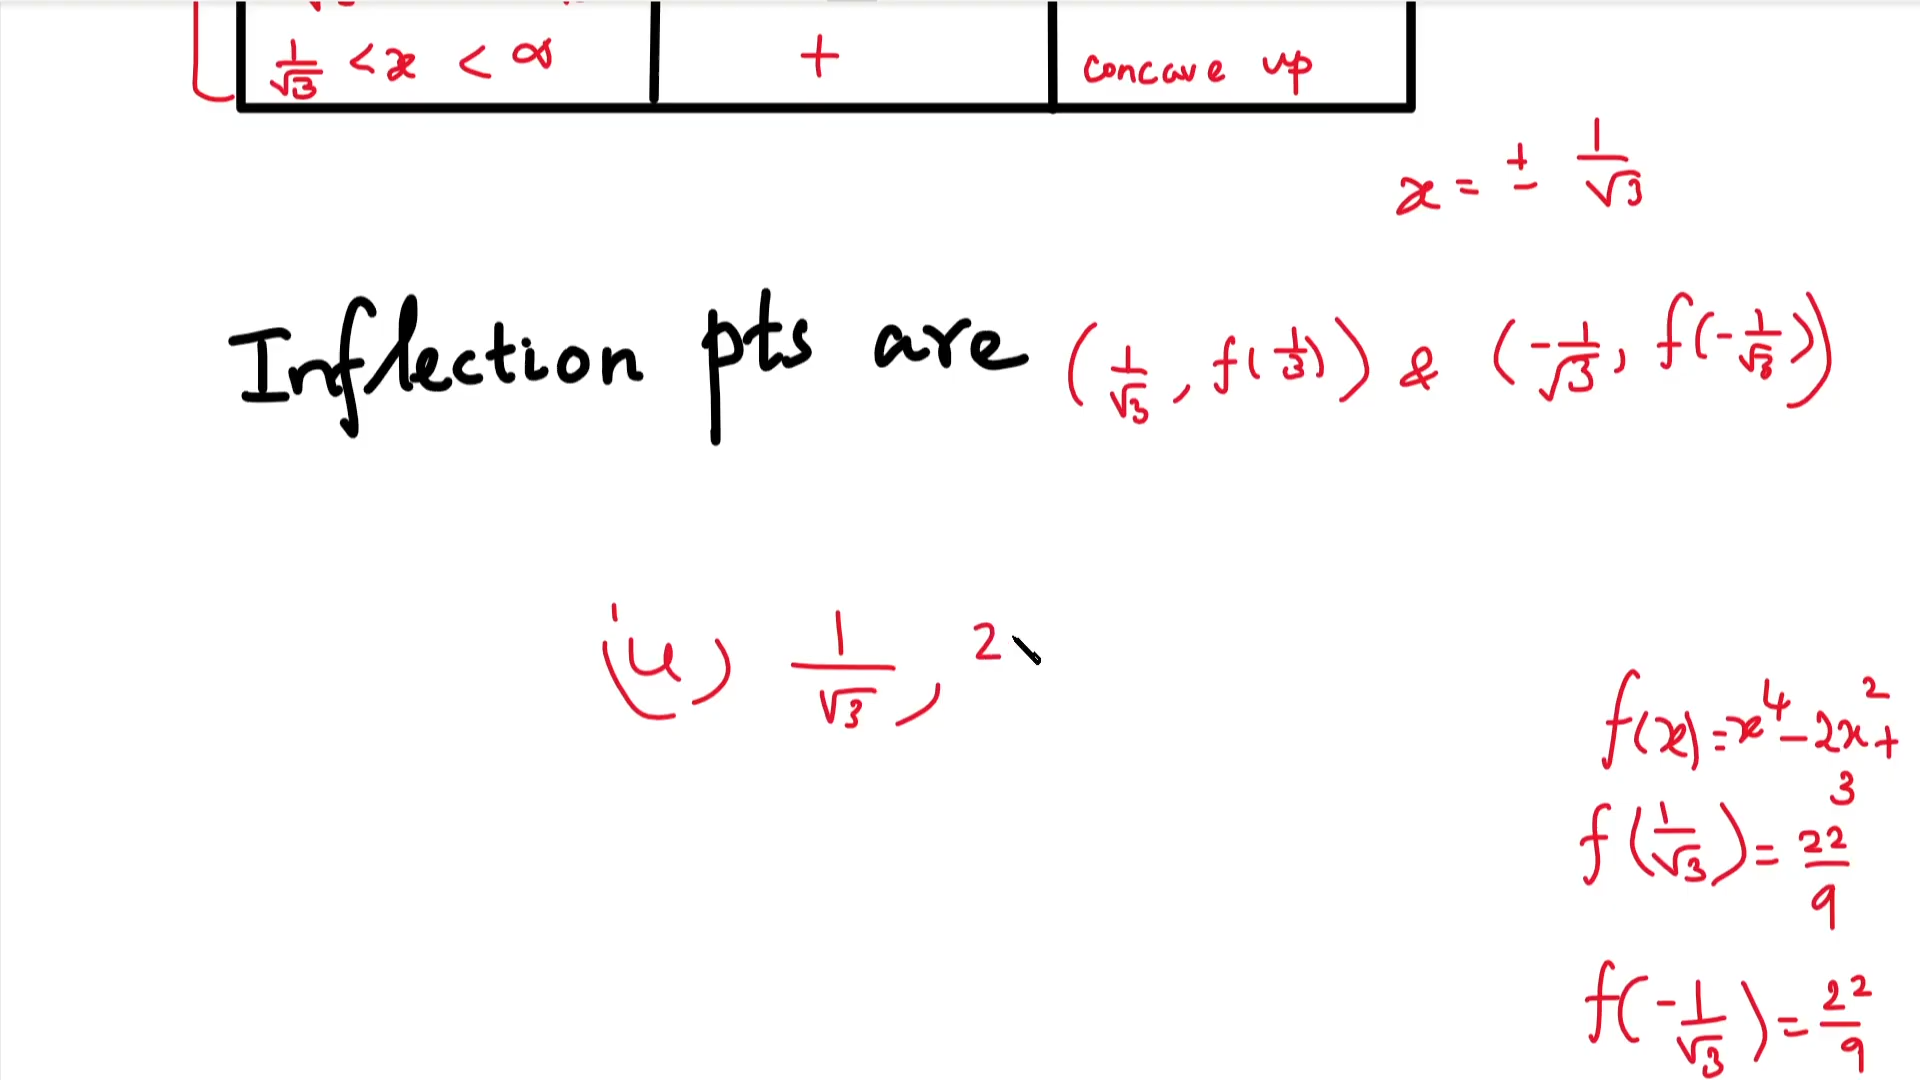 1/√3 < x < ∞ + concave up
x = ± 1/√3
Inflection pts are (1/√3, f(1/3)) & (-1/√3, f(-1/√3))
1/√3, 2
f(x) = x⁴ - 2x² +
3
f(1/√3) = 22/9
f(-1/√3) = 22/9